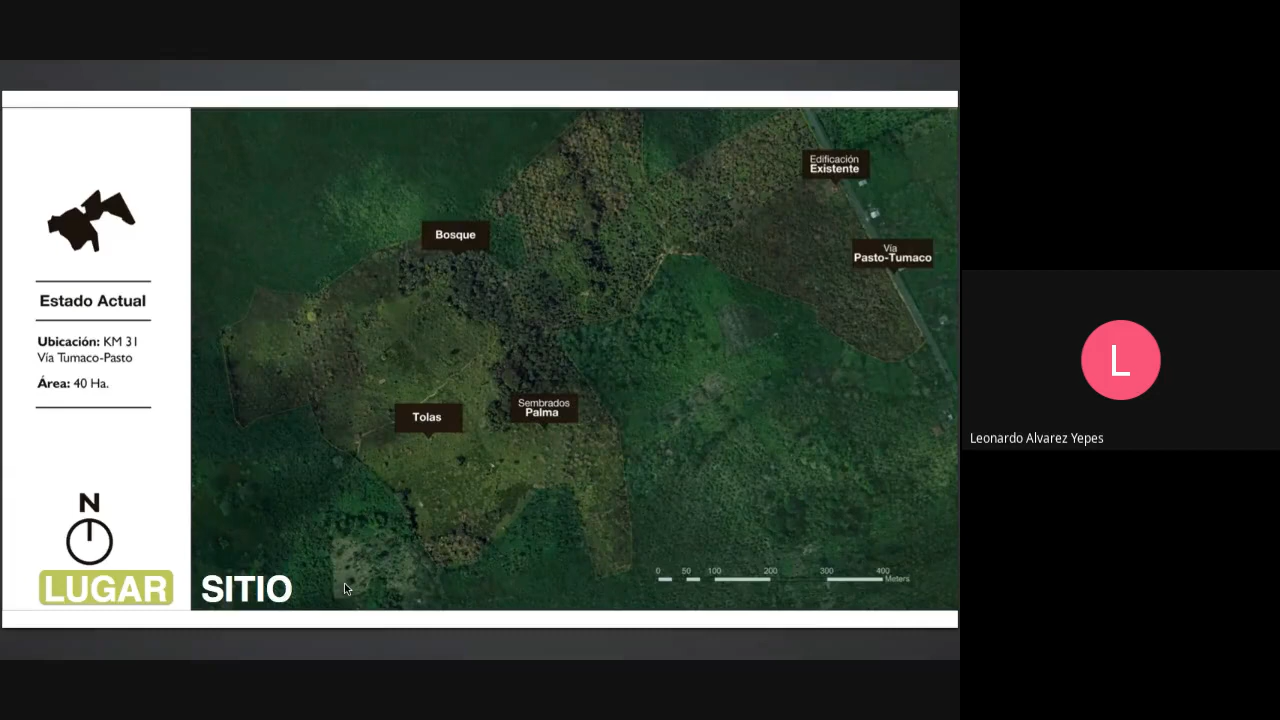 Estado Actual
Ubicación: KM 31
Vía Tumaco-Pasto
Área: 40 Ha.
N
LUGAR
SITIO
Bosque
Tolas
Sembrados
Palma
Edificación
Existente
Vía
Pasto-Tumaco
0 50 100 200 300 400
Meters
L
Leonardo Alvarez Yepes